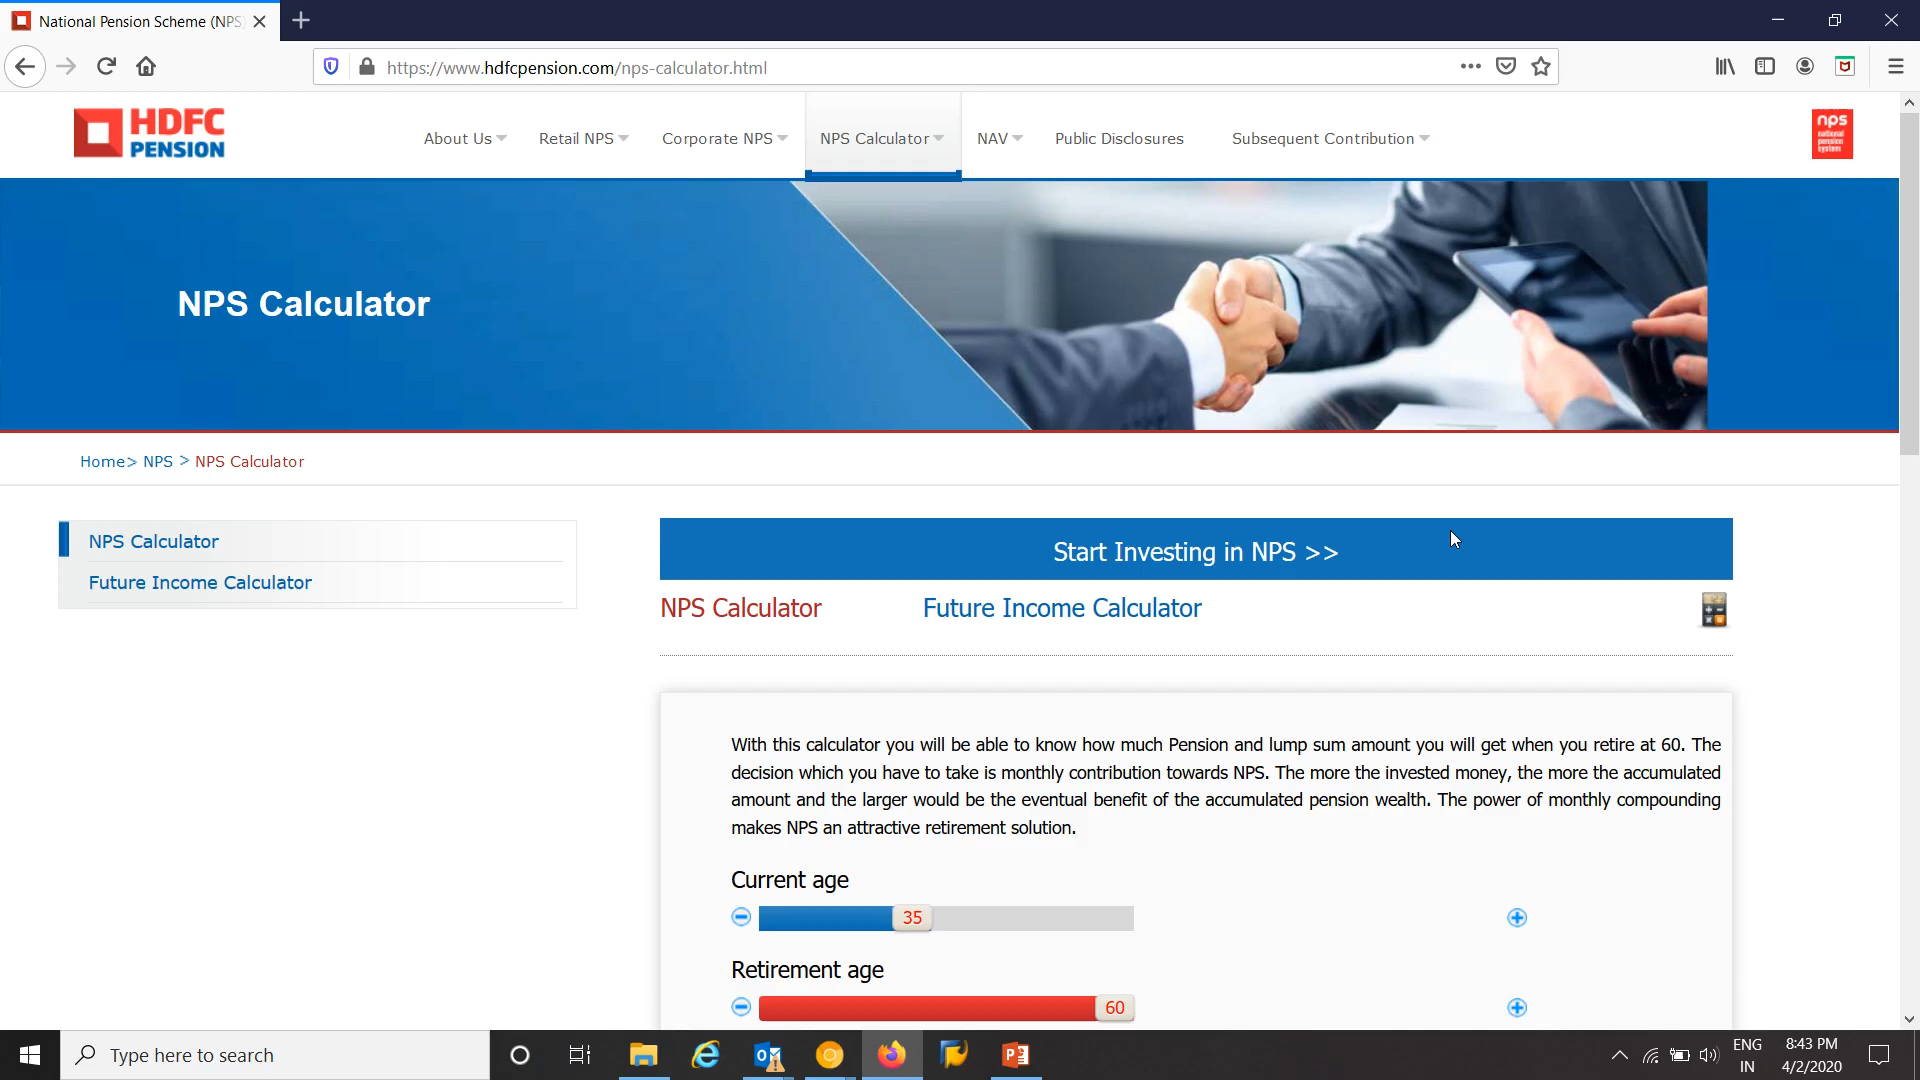 National Pension Scheme (NPS)
https://www.hdfcpension.com/nps-calculator.html
HDFC
PENSION
About Us
Retail NPS
Corporate NPS
NPS Calculator
NAV
Public Disclosures
Subsequent Contribution
nps
national
pension
system
NPS Calculator
Home> NPS > NPS Calculator
NPS Calculator
Future Income Calculator
Start Investing in NPS >>
NPS Calculator
Future Income Calculator
With this calculator you will be able to know how much Pension and lump sum amount you will get when you retire at 60. The
decision which you have to take is monthly contribution towards NPS. The more the invested money, the more the accumulated
amount and the larger would be the eventual benefit of the accumulated pension wealth. The power of monthly compounding
makes NPS an attractive retirement solution.
Current age
35
Retirement age
60
Type here to search
ENG
IN
8:43 PM
4/2/2020